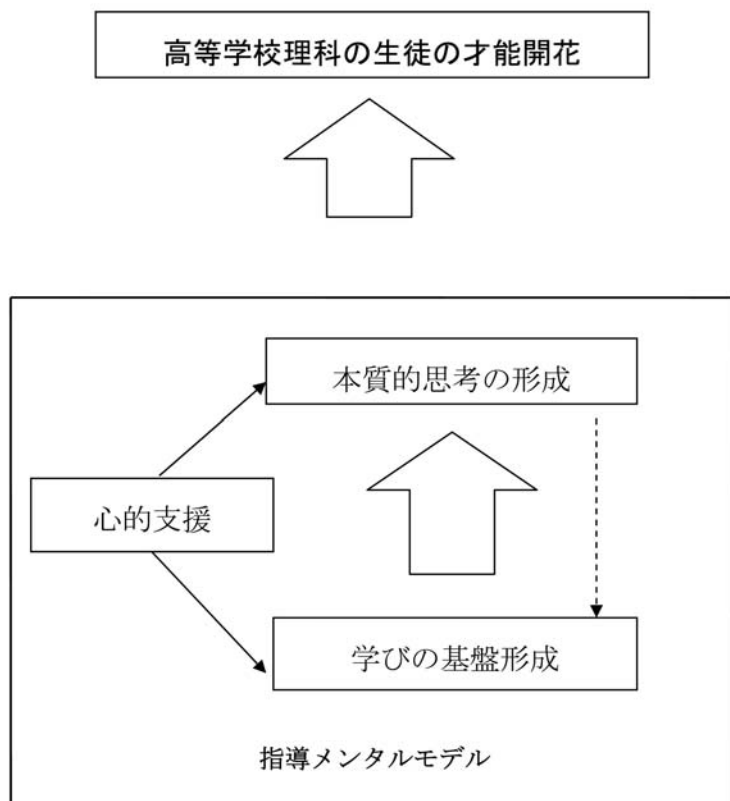 高等学校理科の生徒の才能開花
本質的思考の形成
心的支援
学びの基盤形成
指導メンタルモデル